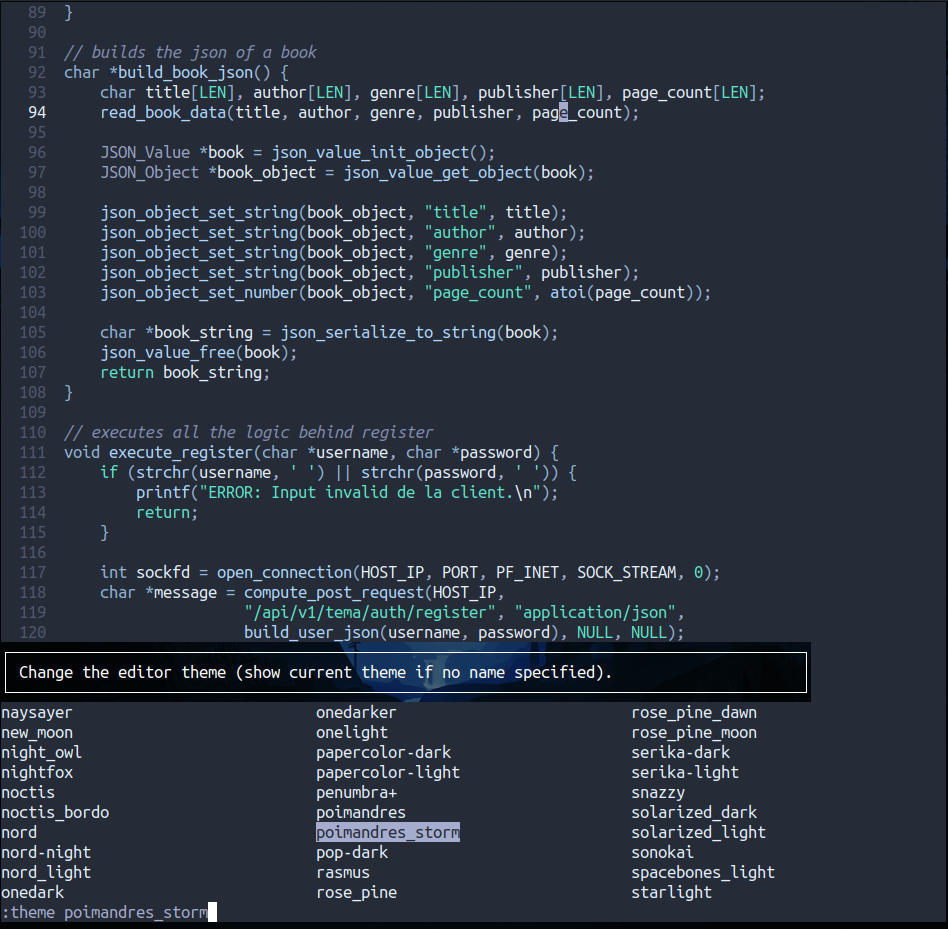 89 }
90
91 // builds the json of a book
92 char *build_book_json() {
93     char title[LEN], author[LEN], genre[LEN], publisher[LEN], page_count[LEN];
94     read_book_data(title, author, genre, publisher, page_count);
95
96     JSON_Value *book = json_value_init_object();
97     JSON_Object *book_object = json_value_get_object(book);
98
99     json_object_set_string(book_object, "title", title);
100     json_object_set_string(book_object, "author", author);
101     json_object_set_string(book_object, "genre", genre);
102     json_object_set_string(book_object, "publisher", publisher);
103     json_object_set_number(book_object, "page_count", atoi(page_count));
104
105     char *book_string = json_serialize_to_string(book);
106     json_value_free(book);
107     return book_string;
108 }
109
110 // executes all the logic behind register
111 void execute_register(char *username, char *password) {
112     if (strchr(username, ' ') || strchr(password, ' ')) {
113         printf("ERROR: Input invalid de la client.\n");
114         return;
115     }
116
117     int sockfd = open_connection(HOST_IP, PORT, PF_INET, SOCK_STREAM, 0);
118     char *message = compute_post_request(HOST_IP,
119                     "/api/v1/tema/auth/register", "application/json",
120                     build_user_json(username, password), NULL, NULL);
Change the editor theme (show current theme if no name specified).
naysayer onedarker rose_pine_dawn
new_moon onelight rose_pine_moon
night_owl papercolor-dark serika-dark
nightfox papercolor-light serika-light
noctis penumbra+ snazzy
noctis_bordo poimandres solarized_dark
nord poimandres_storm solarized_light
nord-night pop-dark sonokai
nord_light rasmus spacebones_light
onedark rose_pine starlight
:theme poimandres_storm